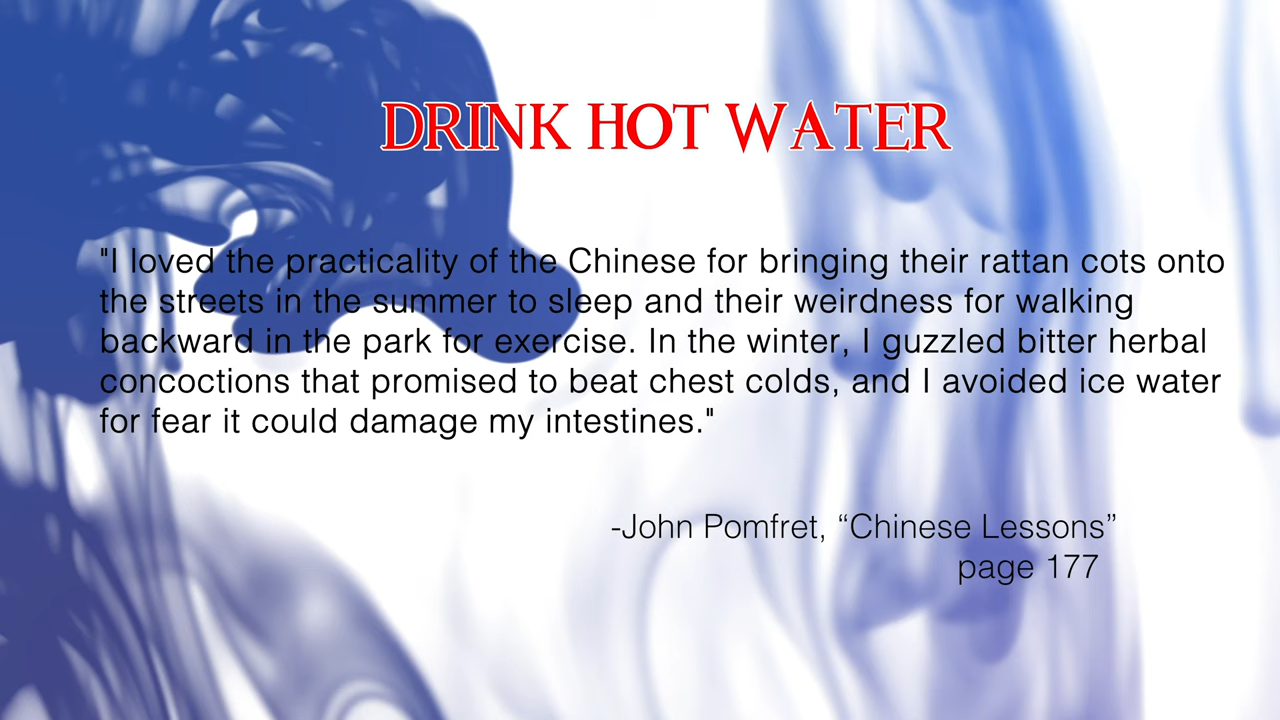 DRINK HOT WATER
"I loved the practicality of the Chinese for bringing their rattan cots onto
the streets in the summer to sleep and their weirdness for walking
backward in the park for exercise. In the winter, I guzzled bitter herbal
concoctions that promised to beat chest colds, and I avoided ice water
for fear it could damage my intestines."
-John Pomfret, “Chinese Lessons”
page 177